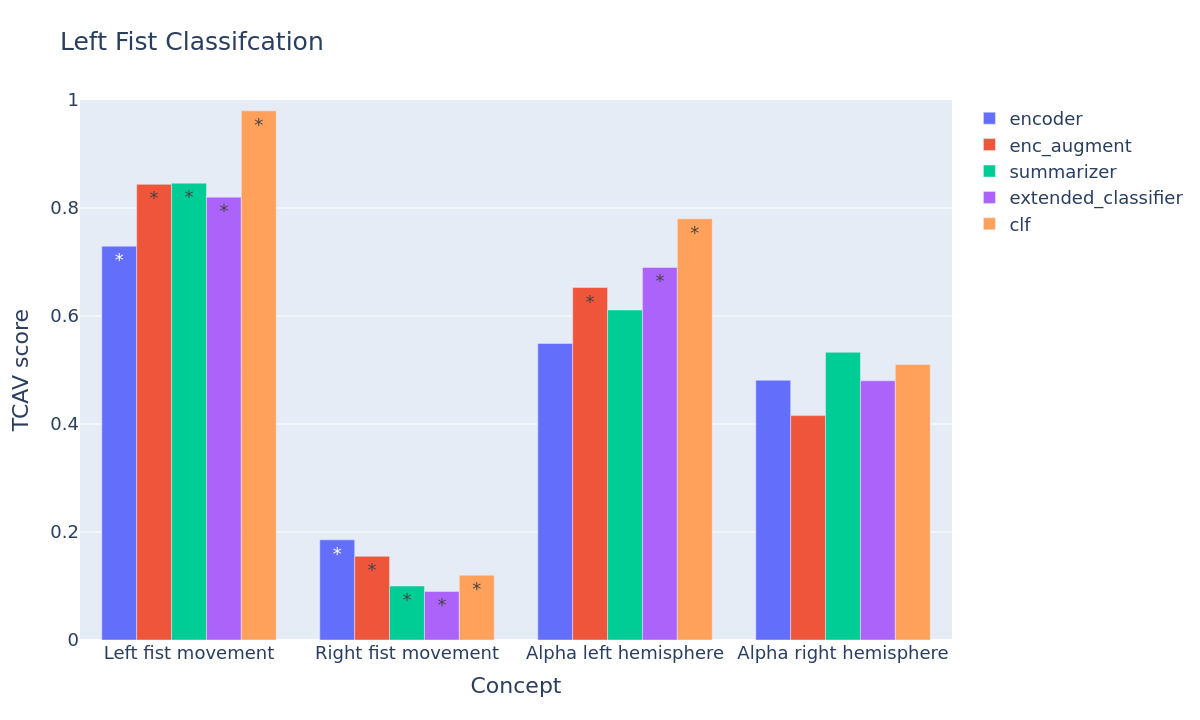 Left Fist Classifcation
TCAV score
1
0.8
0.6
0.4
0.2
0
* * * * *
* * * * *
* * *
Left fist movement Right fist movement Alpha left hemisphere Alpha right hemisphere
Concept
encoder
enc_augment
summarizer
extended_classifier
clf